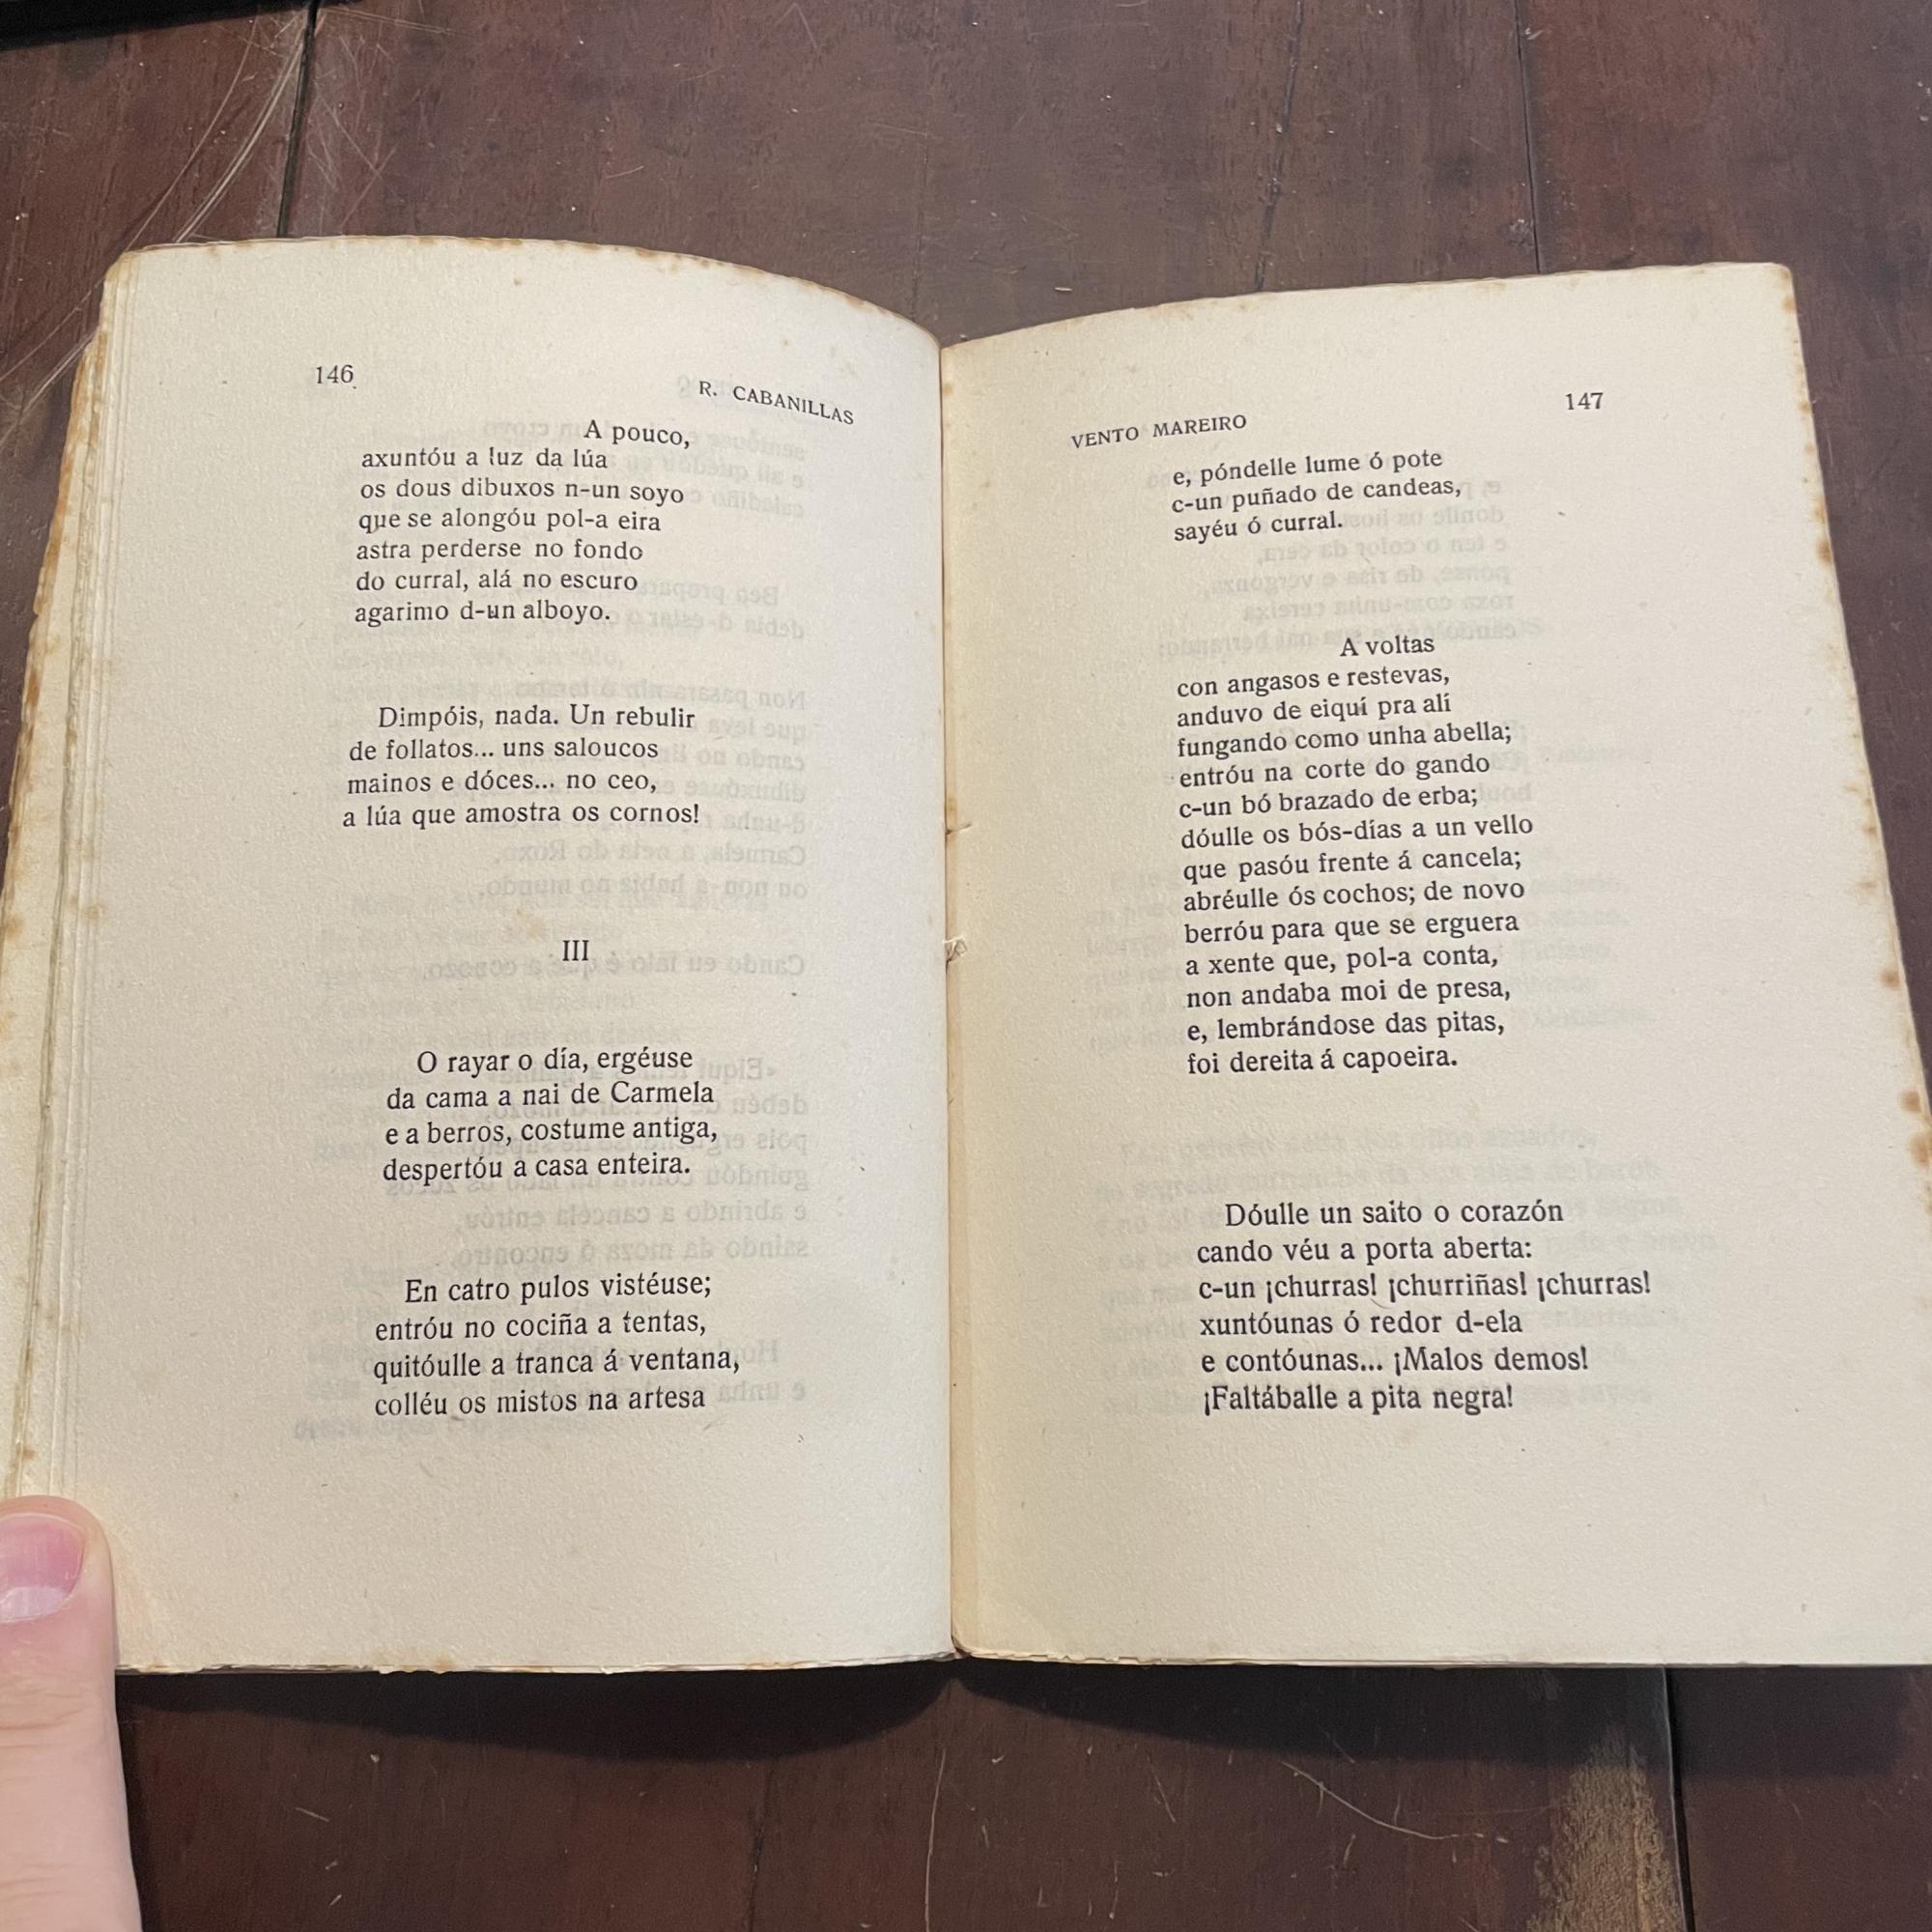 146
R. CABANILLAS
A pouco,
axuntóu a luz da lúa
os dous dibuxos n-un soyo
que se alongóu pol-a eira
astra perderse no fondo
do curral, alá no escuro
agarimo d-un alboyo.
Dimpóis, nada. Un rebulir
de follatos... uns saloucos
mainos e dóces... no ceo,
a lúa que amostra os cornos!
III
O rayar o día, ergéuse
da cama a nai de Carmela
e a berros, costume antiga,
despertóu a casa enteira.
En catro pulos vistéuse;
entróu no cociña a tentas,
quitóulle a tranca á ventana,
colléu os mistos na artesa
VENTO MAREIRO
147
e, póndelle lume ó pote
c-un puñado de candeas,
sayéu ó curral.
A voltas
con angasos e restevas,
anduvo de eiquí pra alí
fungando como unha abella;
entróu na corte do gando
c-un bó brazado de erba;
dóulle os bós-días a un vello
que pasóu frente á cancela;
abréulle ós cochos; de novo
berróu para que se erguera
a xente que, pol-a conta,
non andaba moi de presa,
e, lembrándose das pitas,
foi dereita á capoeira.
Dóulle un saito o corazón
cando véu a porta aberta:
c-un ¡churras! ¡churriñas! ¡churras!
xuntóunas ó redor d-ela
e contóunas... ¡Malos demos!
¡Faltáballe a pita negra!